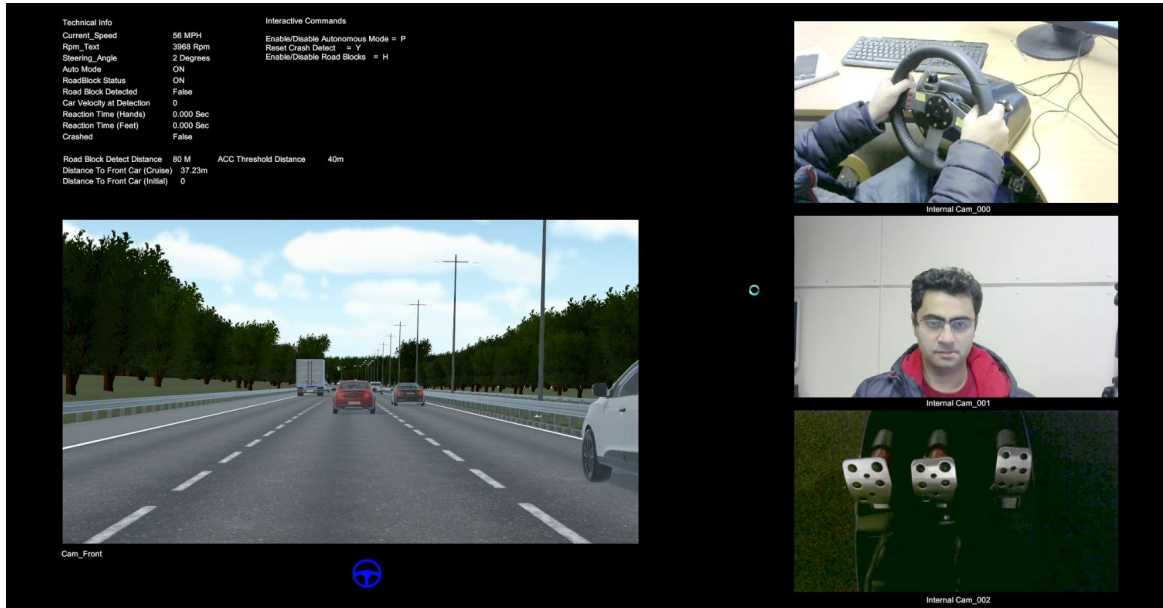 Technical Info
Current_Speed 56 MPH
Rpm_Text 3968 Rpm
Steering_Angle 2 Degrees
Auto Mode ON
RoadBlock Status ON
Road Block Detected False
Car Velocity at Detection 0
Reaction Time (Hands) 0.000 Sec
Reaction Time (Feet) 0.000 Sec
Crashed False
Road Block Detect Distance 80 M ACC Threshold Distance 40m
Distance To Front Car (Cruise) 37.23m
Distance To Front Car (Initial) 0
Interactive Commands
Enable/Disable Autonomous Mode = P
Reset Crash Detect = Y
Enable/Disable Road Blocks = H
Internal Cam_000
Internal Cam_001
Cam_Front
Internal Cam_002